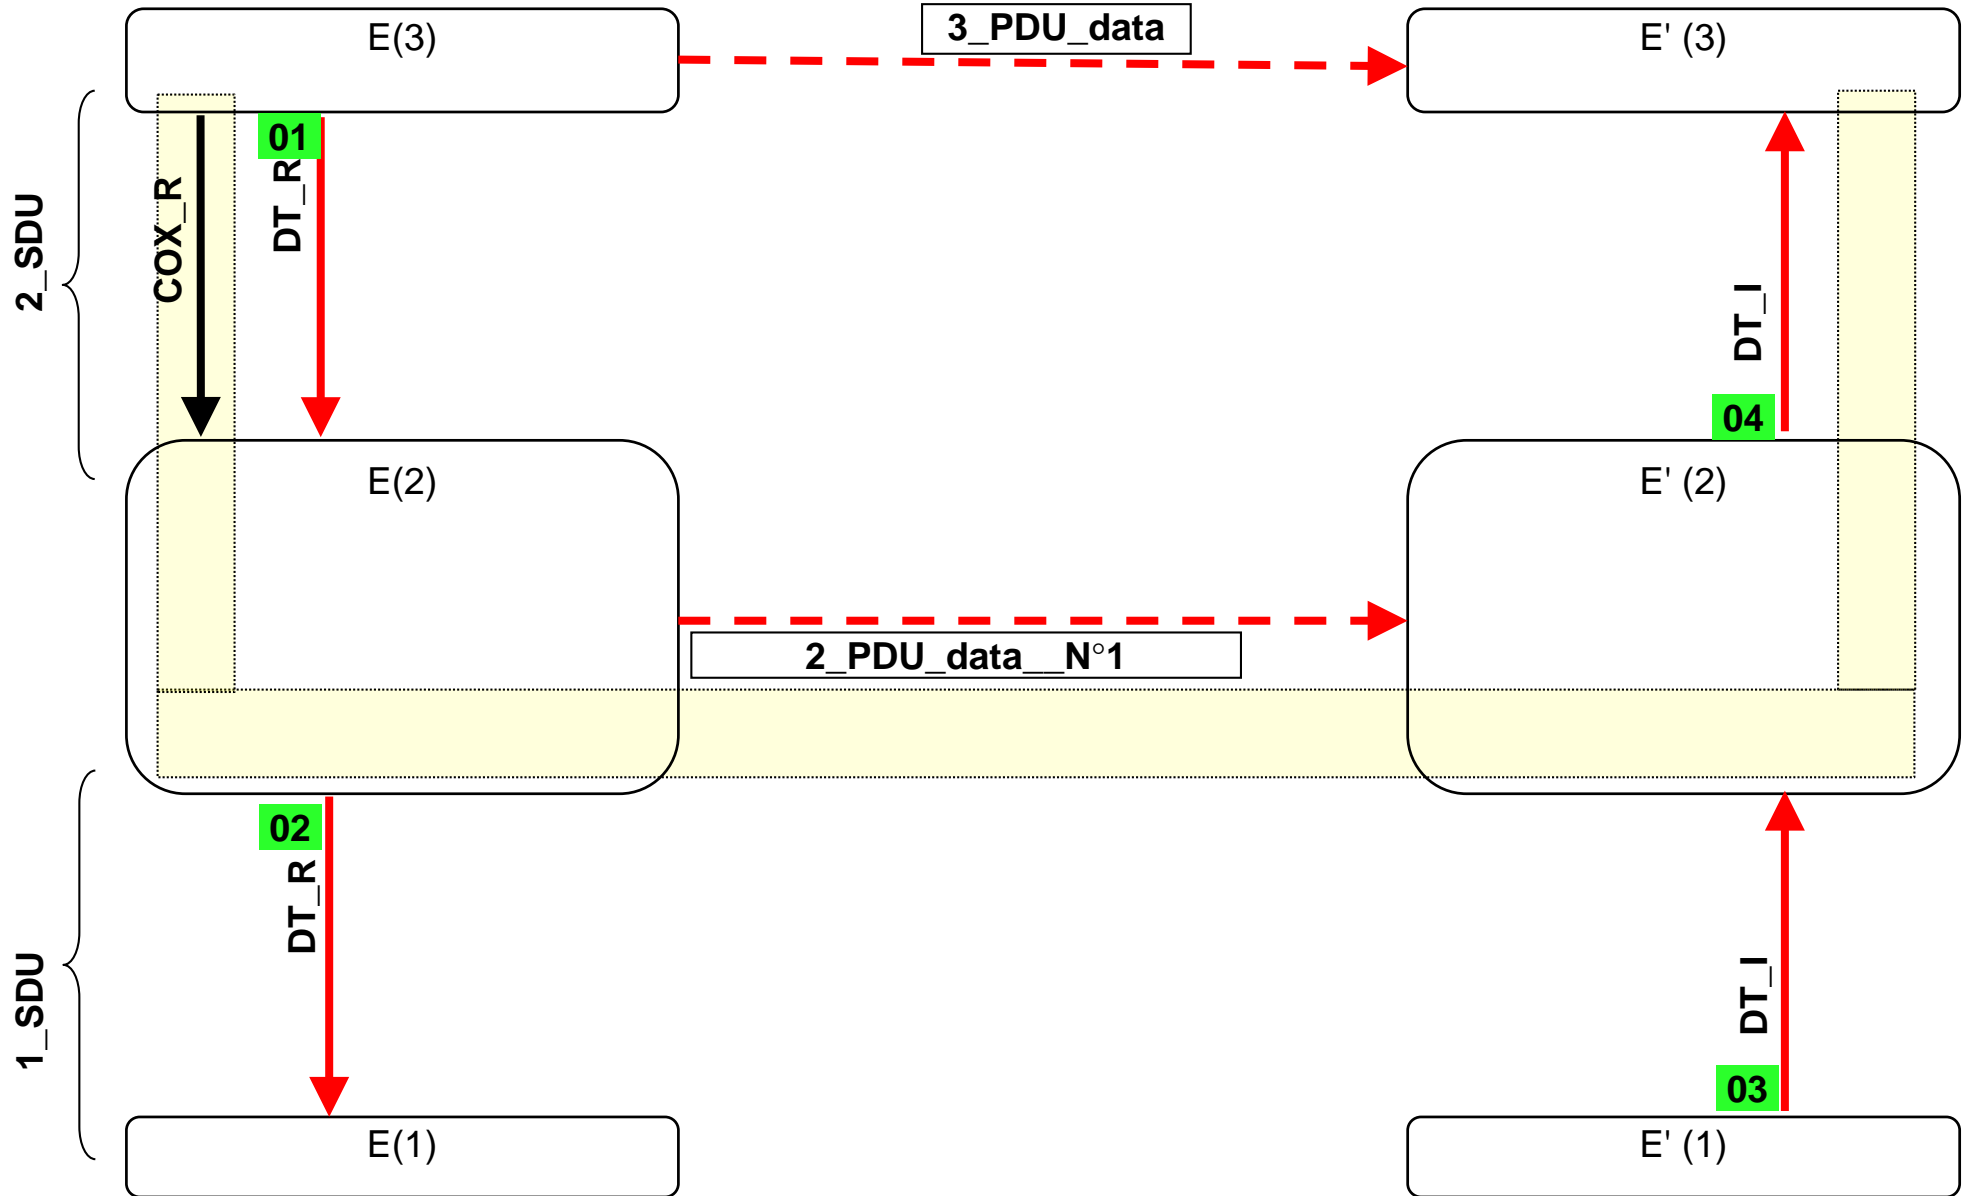 E(3)
3_PDU_data
E' (3)
01
COX_R
DT_R
2_SDU
DT_I
04
E(2)
E' (2)
2_PDU_data__N°1
02
DT_R
1_SDU
DT_I
03
E(1)
E' (1)